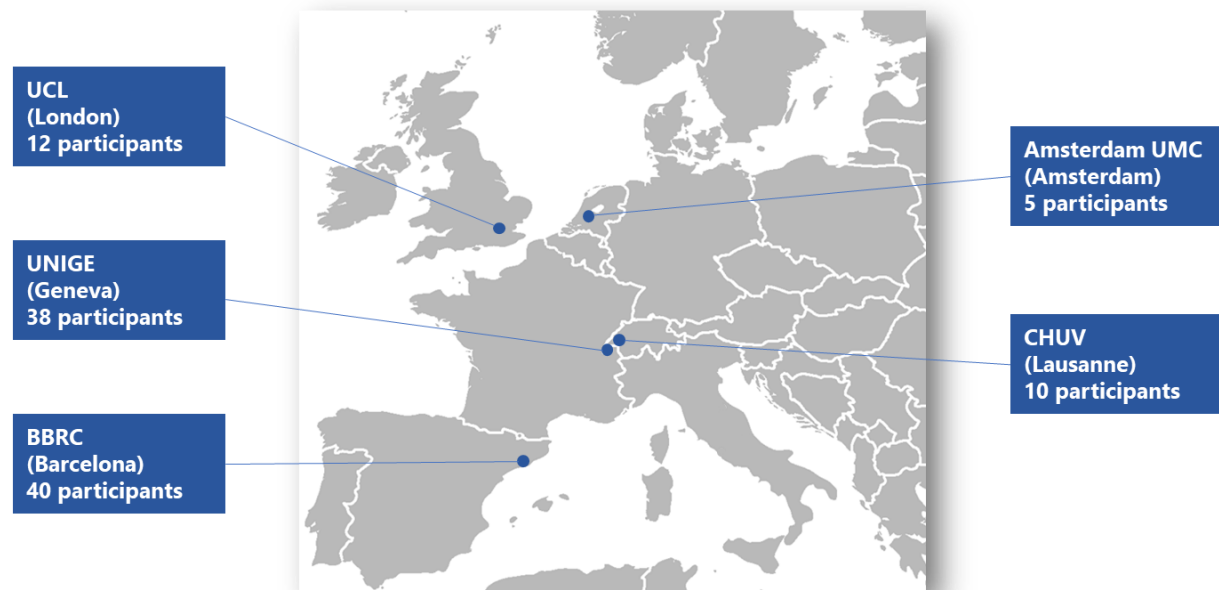 UCL
(London)
12 participants
UNIGE
(Geneva)
38 participants
BBRC
(Barcelona)
40 participants
Amsterdam UMC
(Amsterdam)
5 participants
CHUV
(Lausanne)
10 participants